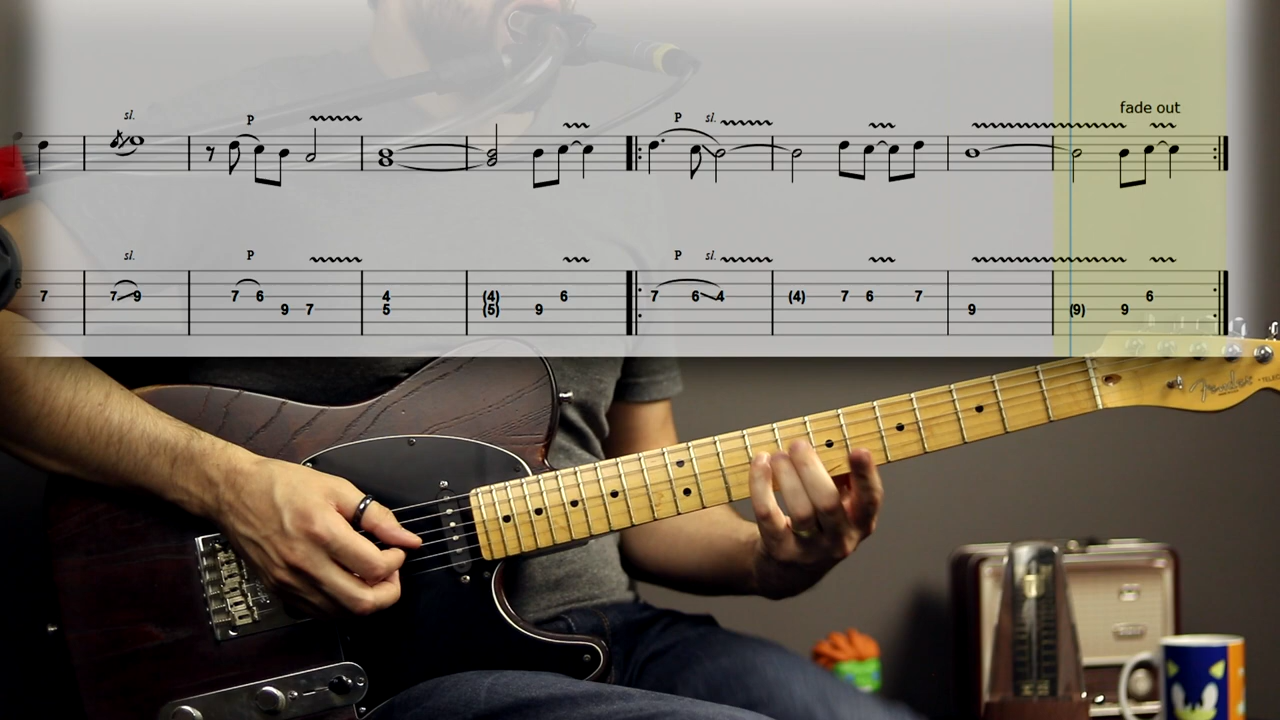 fade out
sl. P
P sl.
sl. P
P sl.
6 7 7 9 7 6 9 7 4 5 (4) (5) 9 6 7 6 4 (4) 7 6 7 9 (9) 9 6
Fender